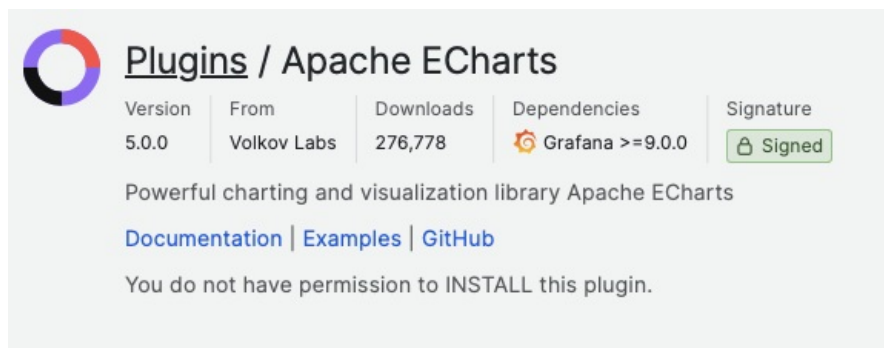 Plugins / Apache ECharts
Version From Downloads Dependencies Signature
5.0.0 Volkov Labs 276,778 Grafana >=9.0.0 Signed
Powerful charting and visualization library Apache ECharts
Documentation | Examples | GitHub
You do not have permission to INSTALL this plugin.